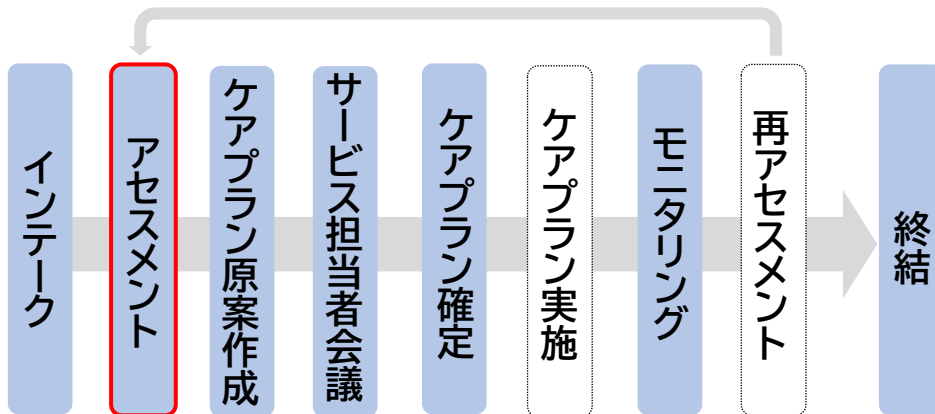 インテーク
アセスメント
ケアプラン原案作成
サービス担当者会議
ケアプラン確定
ケアプラン実施
モニタリング
再アセスメント
終結